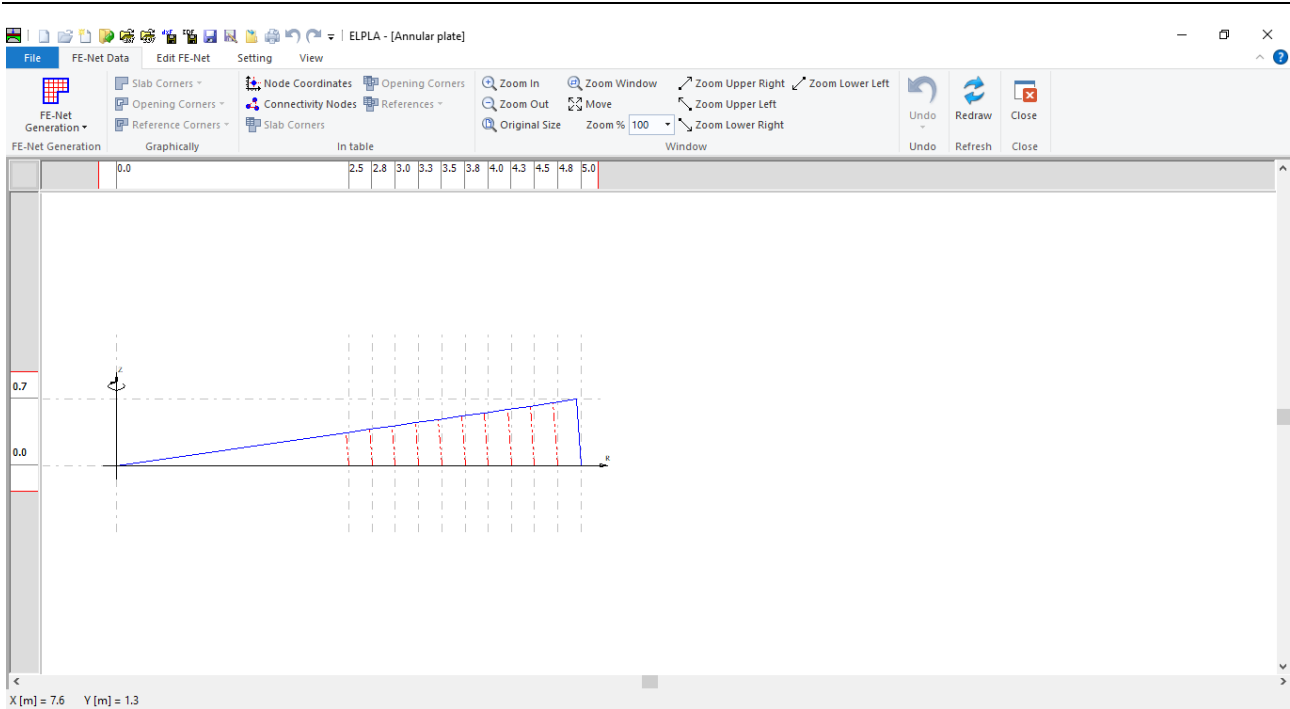 ELPLA - [Annular plate]
File FE-Net Data Edit FE-Net Setting View
Slab Corners Node Coordinates Opening Corners Zoom In Zoom Window Zoom Upper Right Zoom Lower Left
Opening Corners Connectivity Nodes References Zoom Out Move Zoom Upper Left
FE-Net Generation Reference Corners Slab Corners Original Size Zoom % 100 Zoom Lower Right Undo Redraw Close
FE-Net Generation Graphically In table Window Undo Refresh Close
0.0 2.5 2.8 3.0 3.3 3.5 3.8 4.0 4.3 4.5 4.8 5.0
Z
0.7
0.0
R
X [m] = 7.6 Y [m] = 1.3